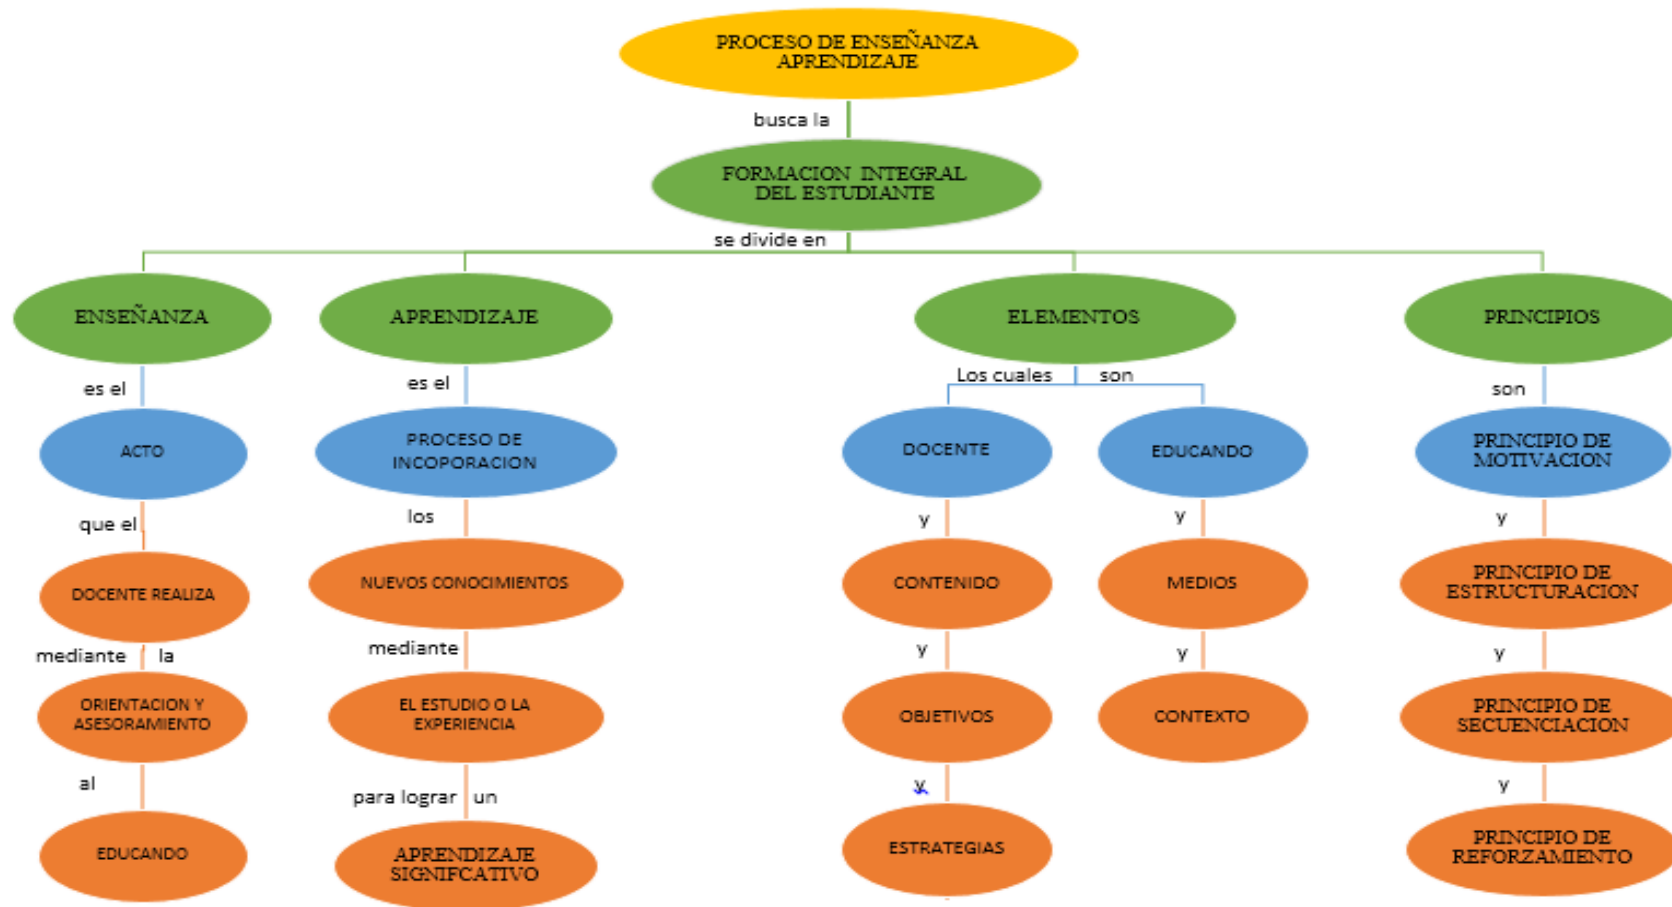 PROCESO DE ENSEÑANZA
APRENDIZAJE
busca la
FORMACION INTEGRAL
DEL ESTUDIANTE
se divide en
ENSEÑANZA
es el
ACTO
que el
DOCENTE REALIZA
mediante la
ORIENTACION Y
ASESORAMIENTO
al
EDUCANDO
APRENDIZAJE
es el
PROCESO DE
INCOPORACION
los
NUEVOS CONOCIMIENTOS
mediante
EL ESTUDIO O LA
EXPERIENCIA
para lograr un
APRENDIZAJE
SIGNIFCATIVO
ELEMENTOS
Los cuales son
DOCENTE
y
CONTENIDO
y
OBJETIVOS
y
ESTRATEGIAS
EDUCANDO
y
MEDIOS
y
CONTEXTO
PRINCIPIOS
son
PRINCIPIO DE
MOTIVACION
y
PRINCIPIO DE
ESTRUCTURACION
y
PRINCIPIO DE
SECUENCIACION
y
PRINCIPIO DE
REFORZAMIENTO